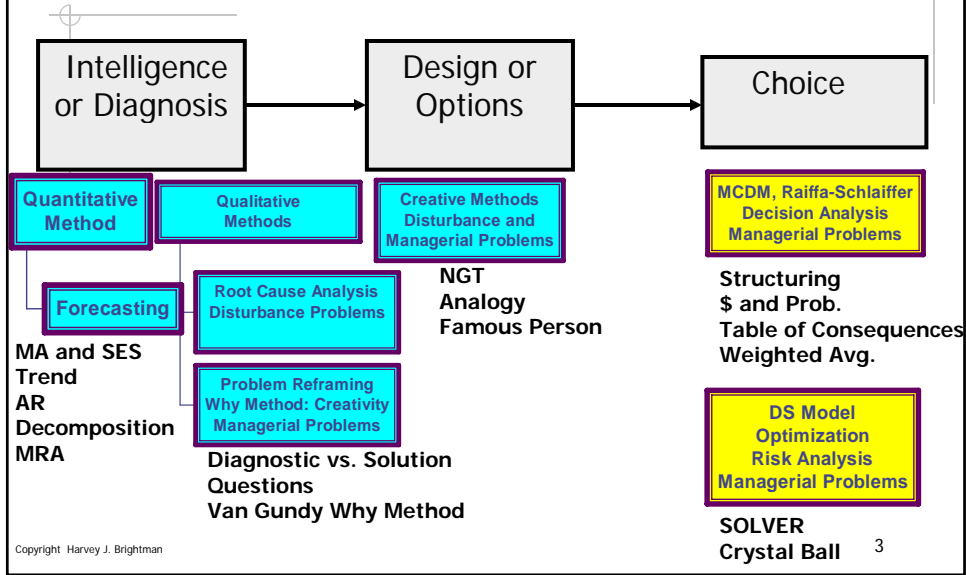 Intelligence
or Diagnosis
Design or
Options
Choice
Quantitative
Method
Forecasting
MA and SES
Trend
AR
Decomposition
MRA
Qualitative
Methods
Root Cause Analysis
Disturbance Problems
Problem Reframing
Why Method: Creativity
Managerial Problems
Diagnostic vs. Solution
Questions
Van Gundy Why Method
Creative Methods
Disturbance and
Managerial Problems
NGT
Analogy
Famous Person
MCDM, Raiffa-Schlaiffer
Decision Analysis
Managerial Problems
Structuring
$ and Prob.
Table of Consequences
Weighted Avg.
DS Model
Optimization
Risk Analysis
Managerial Problems
SOLVER
Crystal Ball
Copyright Harvey J. Brightman
3